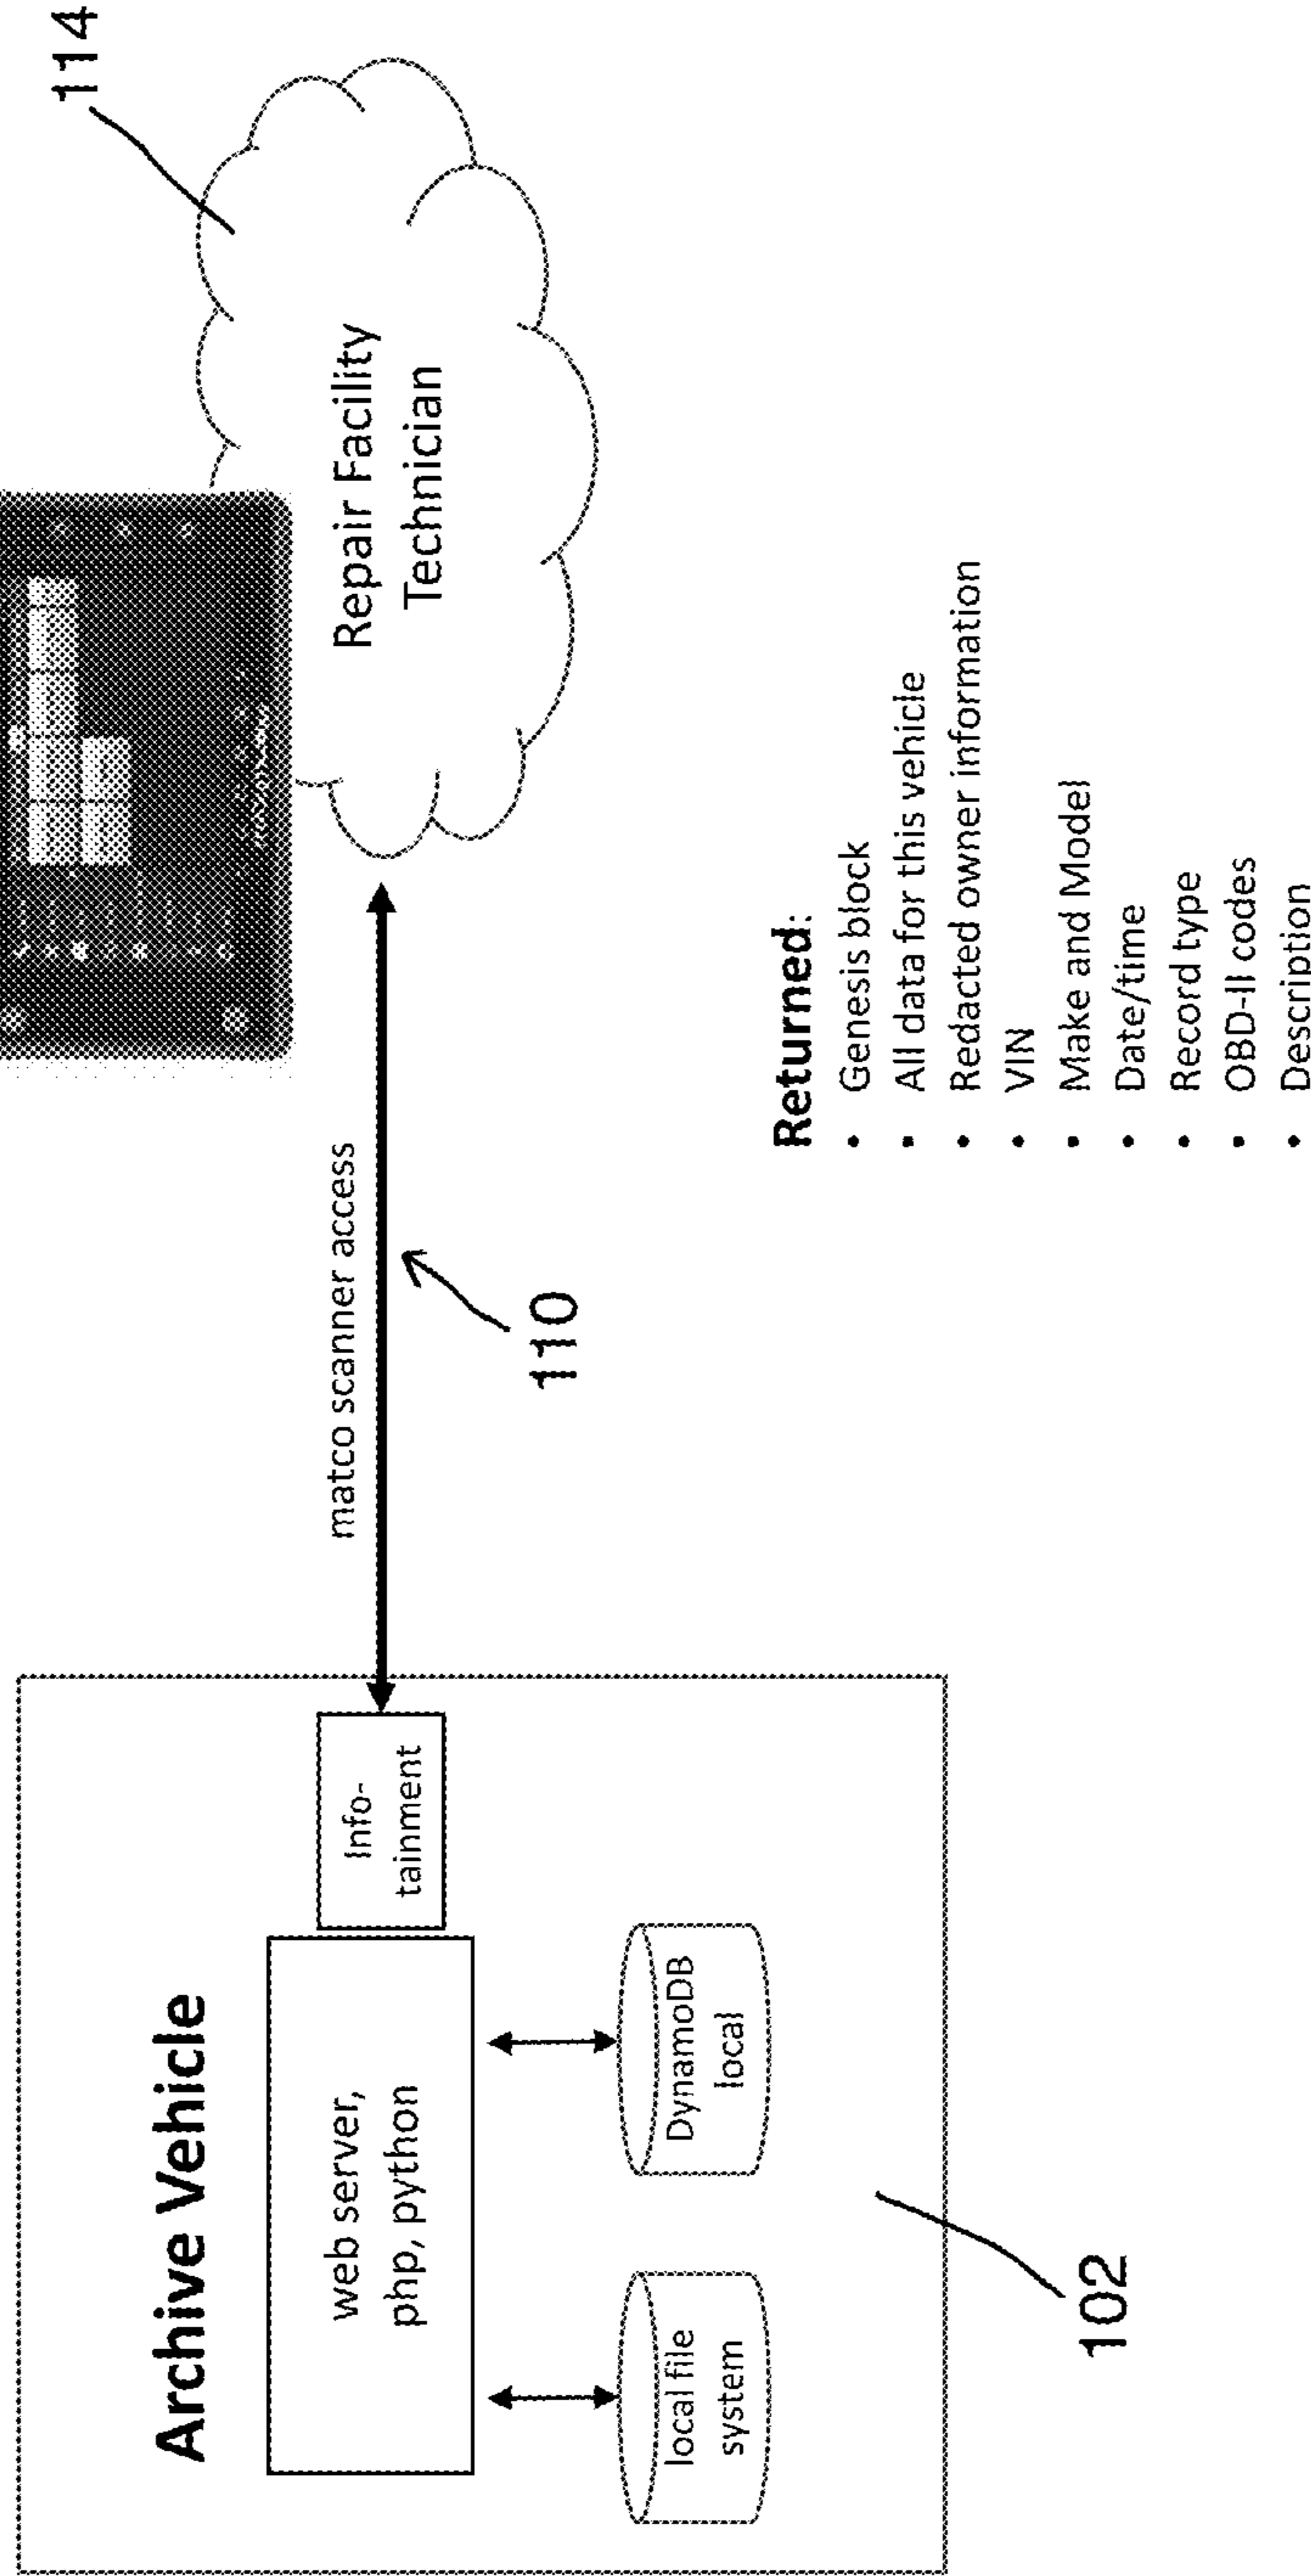 Archive Vehicle
web server,
php, python
Info-
tainment
local file
system
DynamoDB
local
102
matco scanner access
110
114
Repair Facility
Technician
Returned:
• Genesis block
• All data for this vehicle
• Redacted owner information
• VIN
• Make and Model
• Date/time
• Record type
• OBD-II codes
• Description